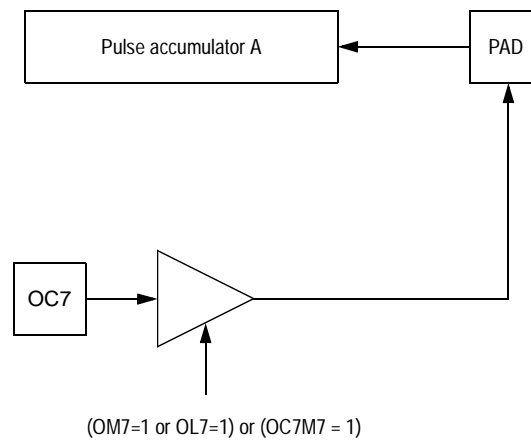 Pulse accumulator A
PAD
OC7
(OM7=1 or OL7=1) or (OC7M7 = 1)